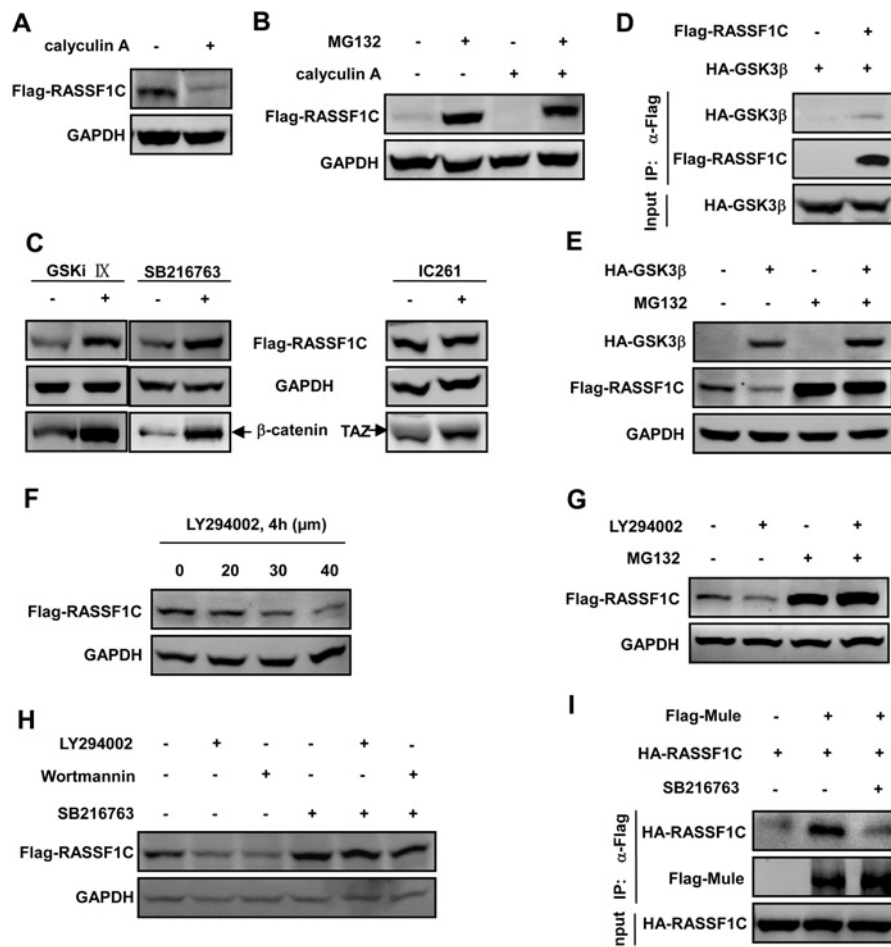 A
calyculin A - +
Flag-RASSF1C
GAPDH
B
MG132 - + - +
calyculin A - - + +
Flag-RASSF1C
GAPDH
D
Flag-RASSF1C - +
HA-GSK3β + +
IP: α-Flag
HA-GSK3β
Flag-RASSF1C
Input
HA-GSK3β
C
GSKi IX SB216763 IC261
- + - + - +
Flag-RASSF1C
GAPDH
β-catenin TAZ
E
HA-GSK3β - + - +
MG132 - - + +
HA-GSK3β
Flag-RASSF1C
GAPDH
F
LY294002, 4h (μm)
0 20 30 40
Flag-RASSF1C
GAPDH
G
LY294002 - + - +
MG132 - - + +
Flag-RASSF1C
GAPDH
H
LY294002 - + - - + -
Wortmannin - - + - - +
SB216763 - - - + + +
Flag-RASSF1C
GAPDH
I
Flag-Mule - + +
HA-RASSF1C + + +
SB216763 - - +
IP: α-Flag
HA-RASSF1C
Flag-Mule
nput
HA-RASSF1C